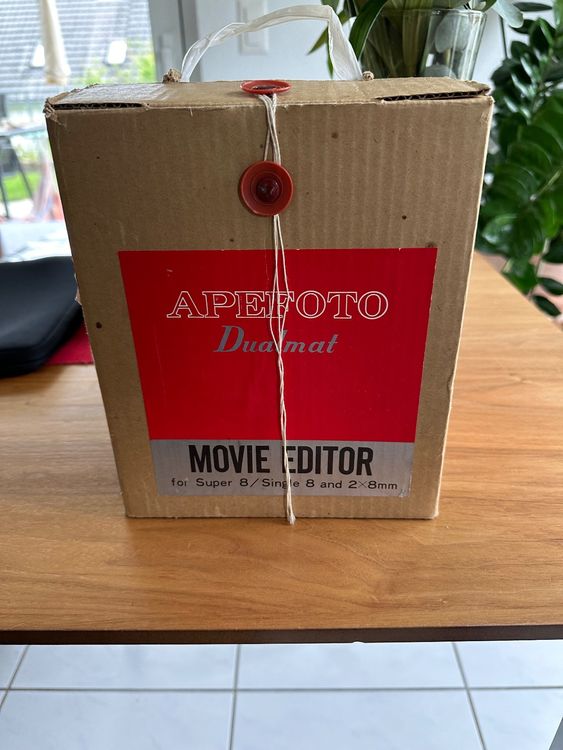 APEFOTO
Dualmat
MOVIE EDITOR
for Super 8/Single 8 and 2×8mm